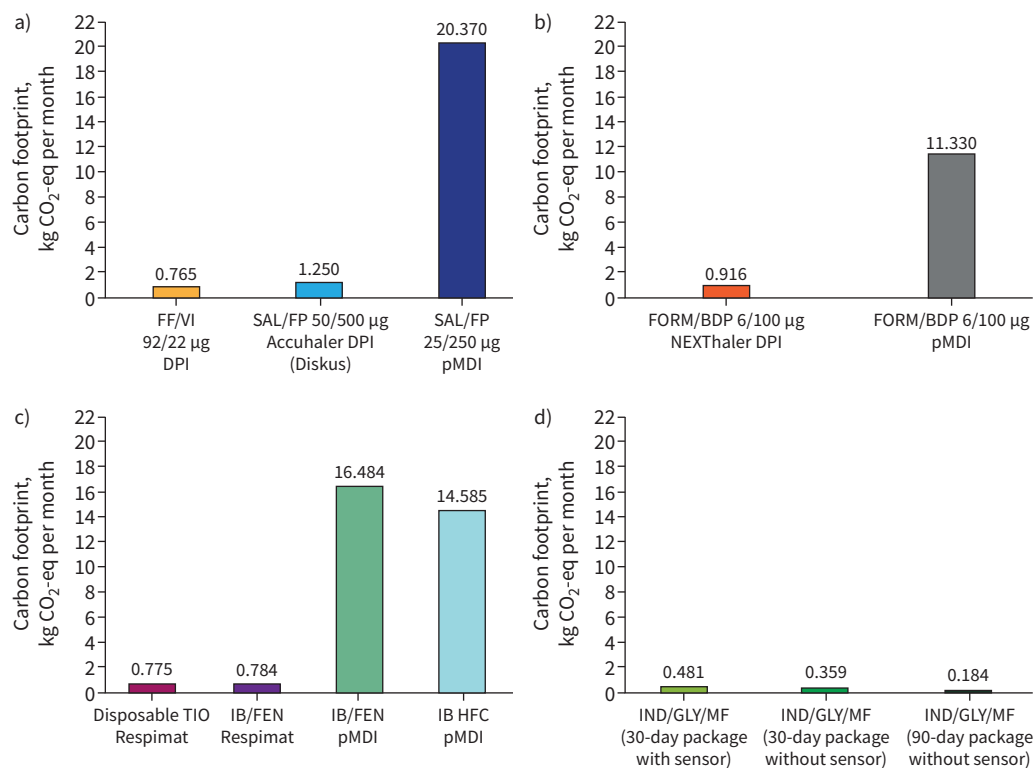 a)
Carbon footprint,
kg CO₂-eq per month
22
20
18
16
14
12
10
8
6
4
2
0
0.765
1.250
20.370
FF/VI
92/22 µg
DPI
SAL/FP 50/500 µg
Accuhaler DPI
(Diskus)
SAL/FP
25/250 µg
pMDI
b)
Carbon footprint,
kg CO₂-eq per month
22
20
18
16
14
12
10
8
6
4
2
0
0.916
11.330
FORM/BDP 6/100 µg
NEXThaler DPI
FORM/BDP 6/100 µg
pMDI
c)
Carbon footprint,
kg CO₂-eq per month
22
20
18
16
14
12
10
8
6
4
2
0
0.775
0.784
16.484
14.585
Disposable TIO
Respimat
IB/FEN
Respimat
IB/FEN
pMDI
IB HFC
pMDI
d)
Carbon footprint,
kg CO₂-eq per month
22
20
18
16
14
12
10
8
6
4
2
0
0.481
0.359
0.184
IND/GLY/MF
(30-day package
with sensor)
IND/GLY/MF
(30-day package
without sensor)
IND/GLY/MF
(90-day package
without sensor)